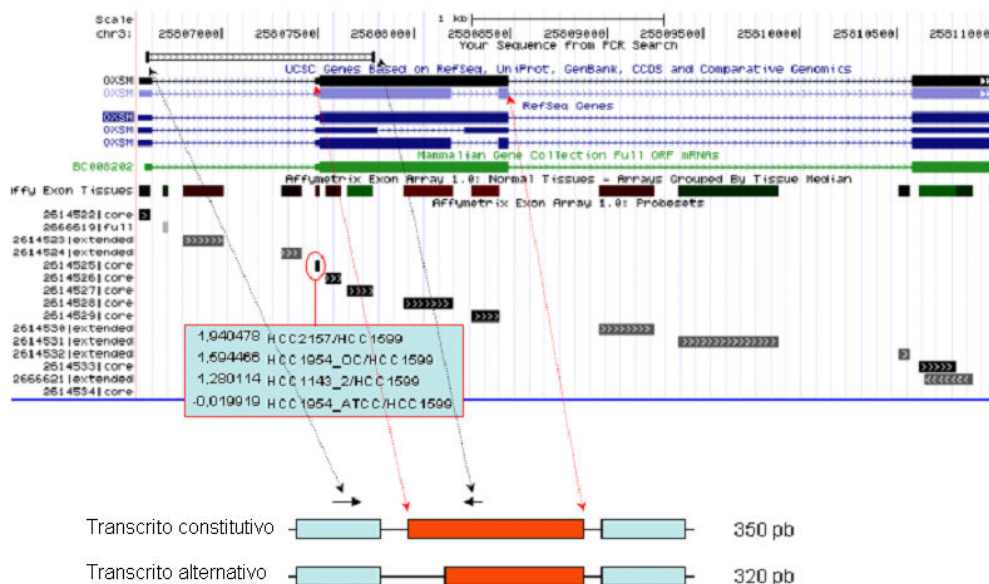 Scale 1 kb
chr3: 25807000 25807500 25808000 25808500 25809000 25809500 25810000 25810500 25811000
Your Sequence from PCR Search
UCSC Genes Based on RefSeq, UniProt, GenBank, CCDS and Comparative Genomics
OXSM
OXSM
RefSeq Genes
OXSM
OXSM
OXSM
Mammalian Gene Collection Full ORF mRNAs
BC008202
Affymetrix Exon Array 1.0: Normal Tissues - Arrays Grouped By Tissue Median
Affy Exon Tissues
Affymetrix Exon Array 1.0: Probesets
2614522|core
2666619|full
2614523|extended
2614524|extended
2614525|core
2614526|core
2614527|core
2614528|core
2614529|core
2614530|extended
2614531|extended
2614532|extended
2614533|core
2666621|extended
2614534|core
1,940478 HCC2157/HCC1599
1,594466 HCC1954_OC/HCC1599
1,280114 HCC1143_2/HCC1599
-0,019919 HCC1954_ATCC/HCC1599
Transcrito constitutivo 350 pb
Transcrito alternativo 320 pb